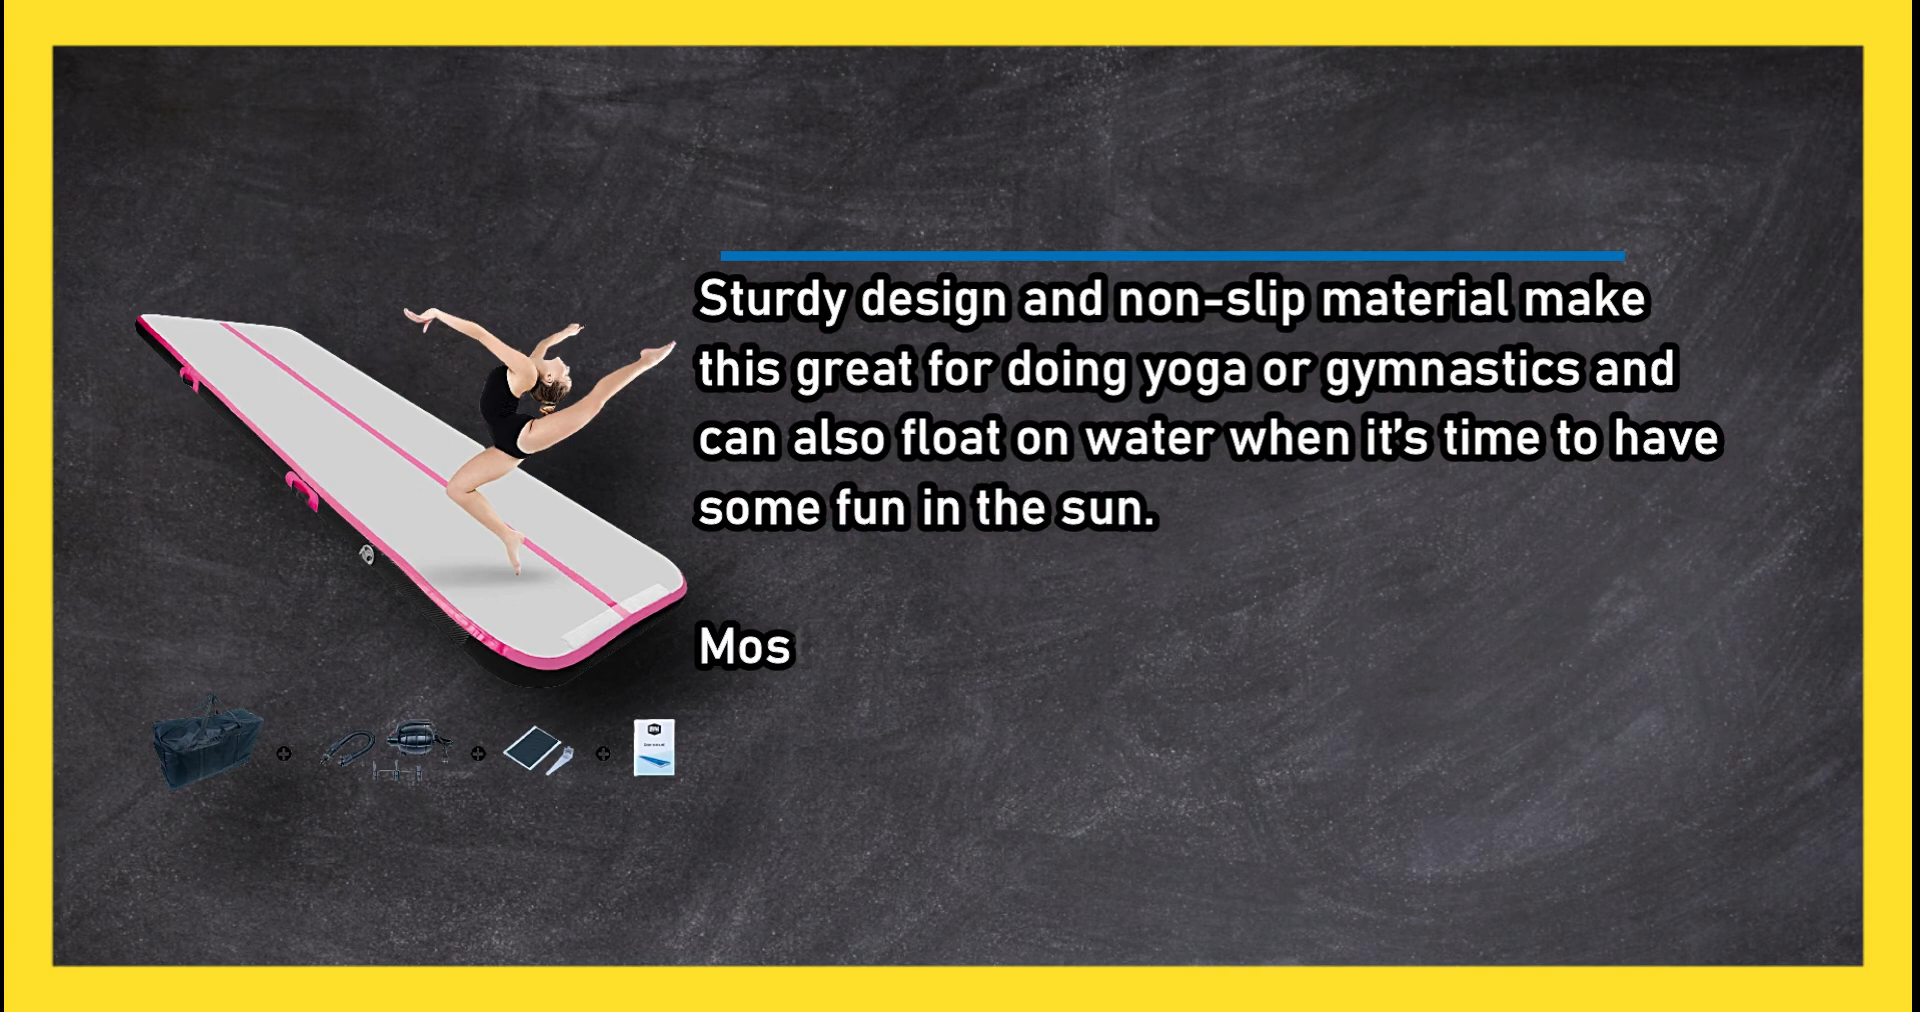 Sturdy design and non-slip material make
this great for doing yoga or gymnastics and
can also float on water when it's time to have
some fun in the sun.
Mos